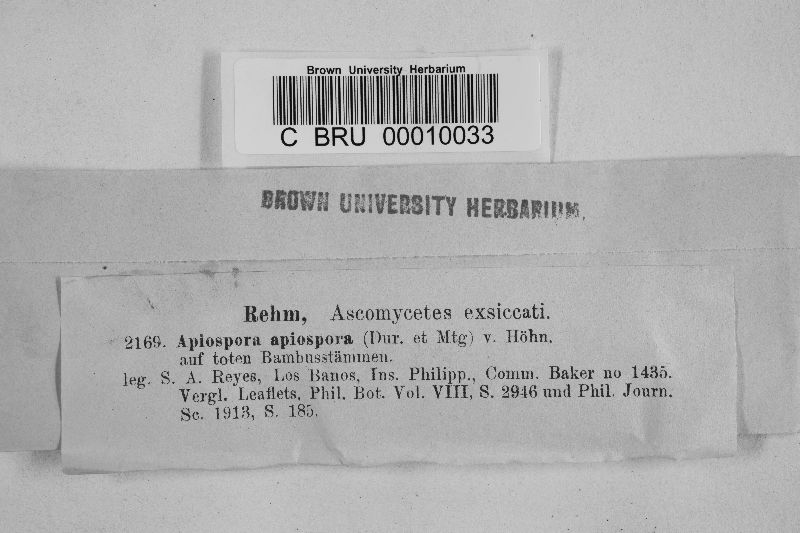 Brown University Herbarium
C BRU 00010033
BROWN UNIVERSITY HERBARIUM.
Rehm, Ascomycetes exsiccati.
2169. Apiospora apiospora (Dur. et Mtg) v. Höhn.
auf toten Bambusstämmen.
leg. S. A. Reyes, Los Banos, Ins. Philipp., Comm. Baker no 1435.
Vergl. Leaflets, Phil. Bot. Vol. VIII, S. 2946 und Phil. Journ.
Sc. 1913, S. 185.